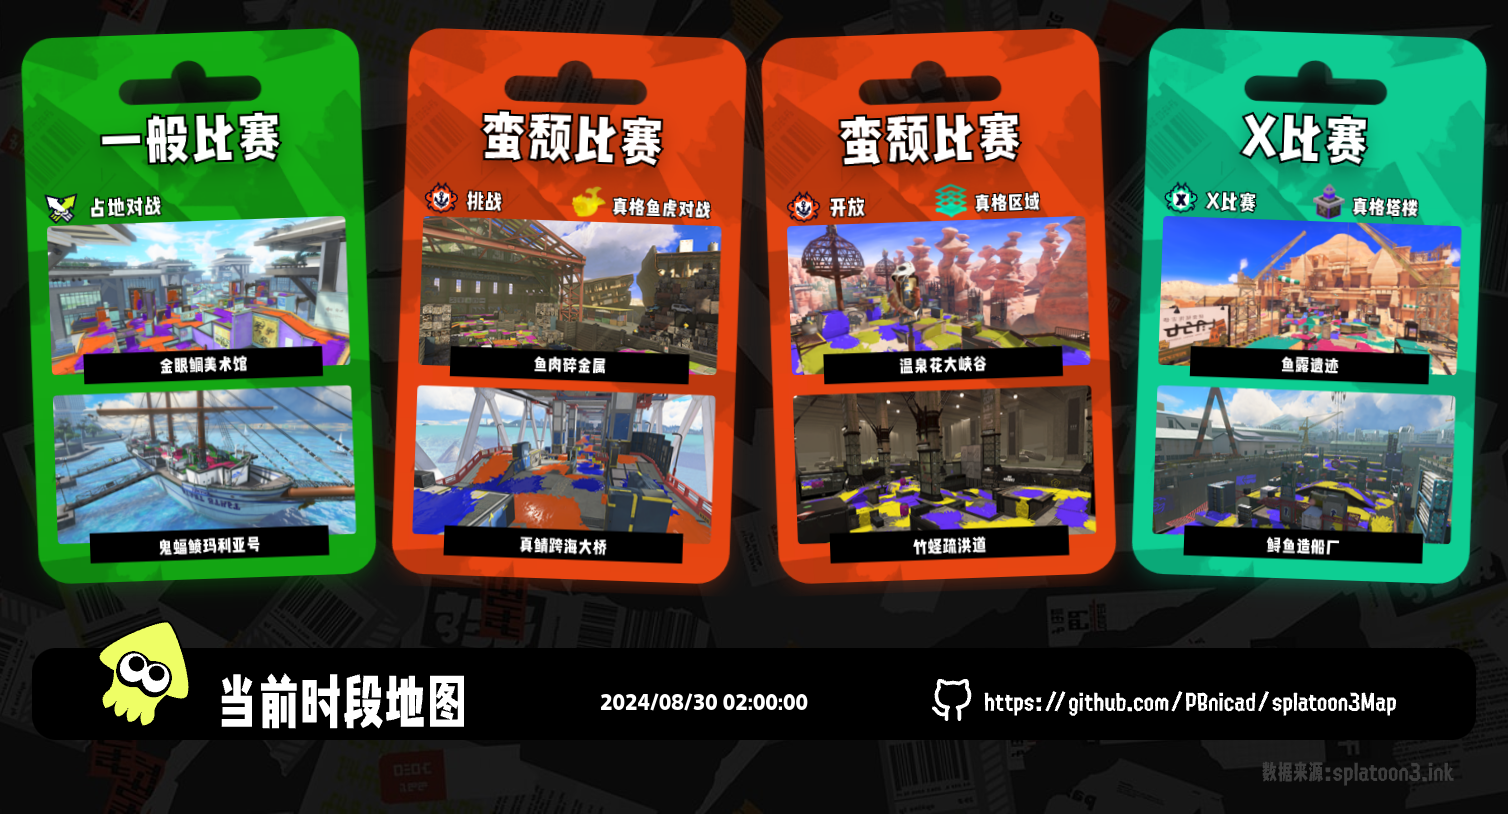 一般比赛
占地对战
金眼鲷美术馆
鬼蝠鲼玛利亚号
蛮颓比赛
挑战
真格鱼虎对战
鱼肉碎金属
真鲭跨海大桥
蛮颓比赛
开放
真格区域
温泉花大峡谷
竹蛏疏洪道
X比赛
X比赛
真格塔楼
鱼露遗迹
鲟鱼造船厂
当前时段地图
2024/08/30 02:00:00
https://github.com/PBnicad/splatoon3Map
数据来源:splatoon3.ink